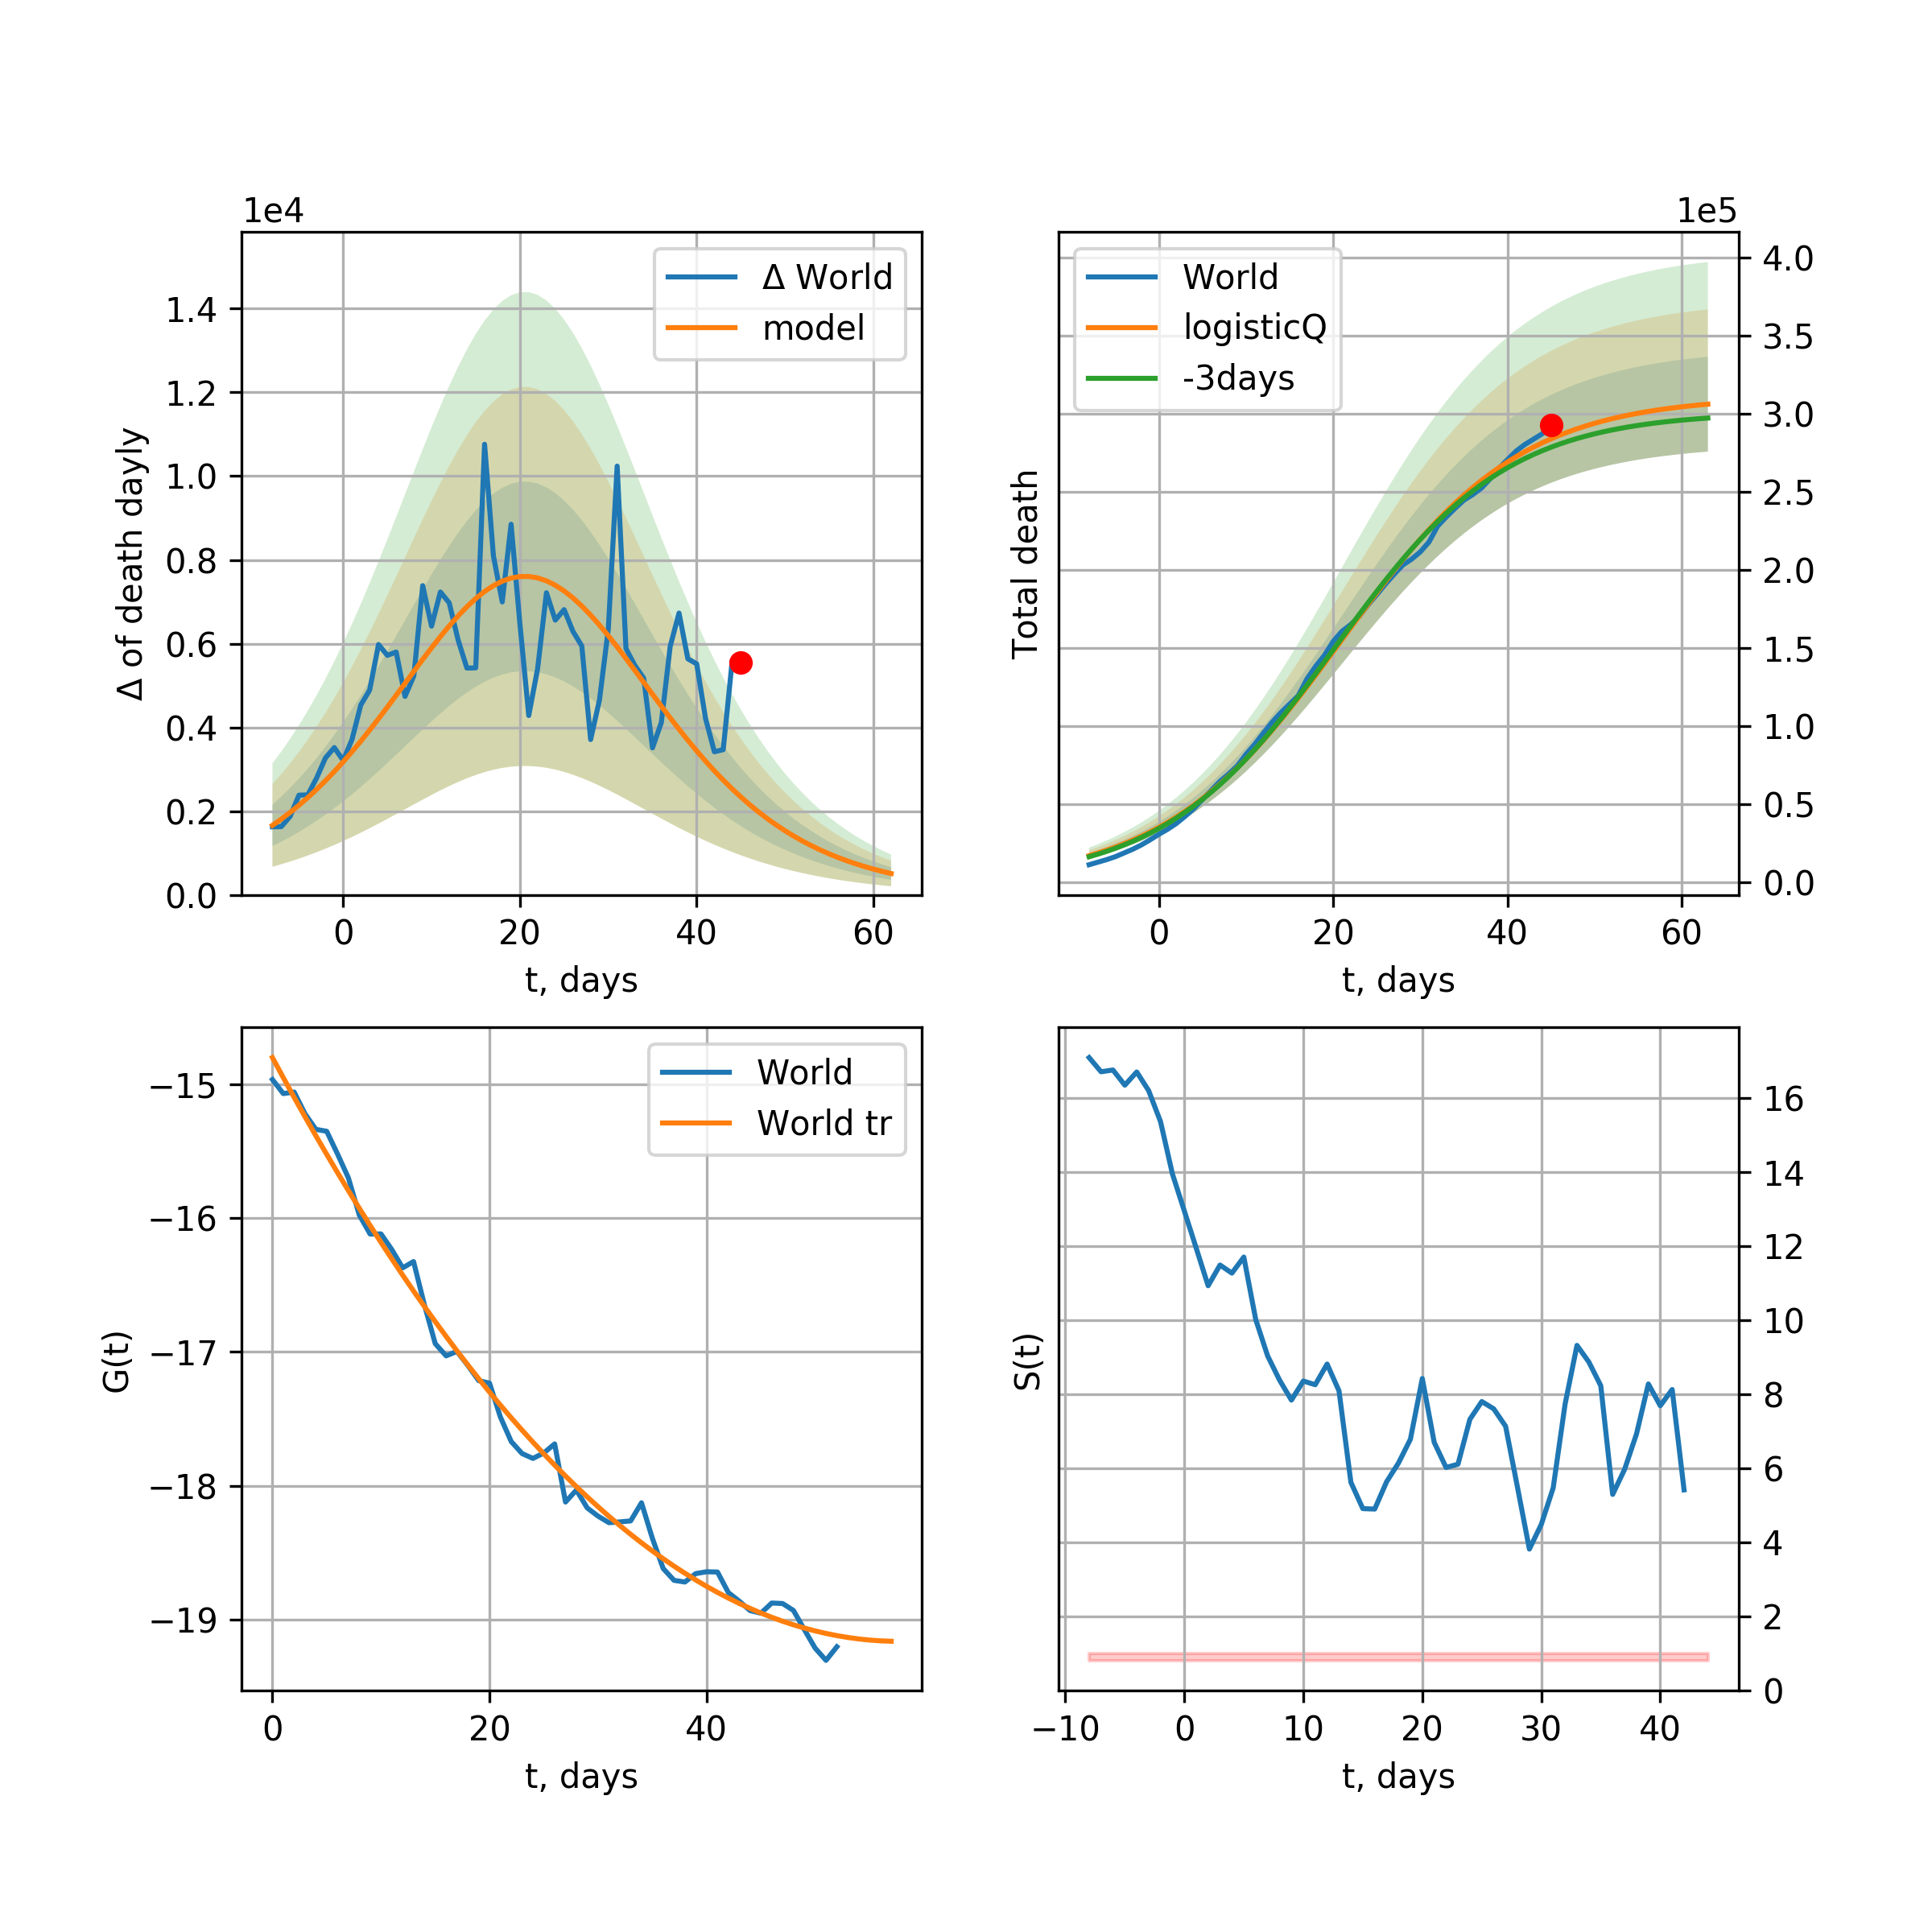 1e4
Δ of death dayly
1.4
1.2
1.0
0.8
0.6
0.4
0.2
0.0
Δ World
model
0 20 40 60
t, days
1e5
Total death
World
logisticQ
-3days
4.0
3.5
3.0
2.5
2.0
1.5
1.0
0.5
0.0
0 20 40 60
t, days
G(t)
−15
−16
−17
−18
−19
World
World tr
0 20 40
t, days
S(t)
16
14
12
10
8
6
4
2
0
−10 0 10 20 30 40
t, days